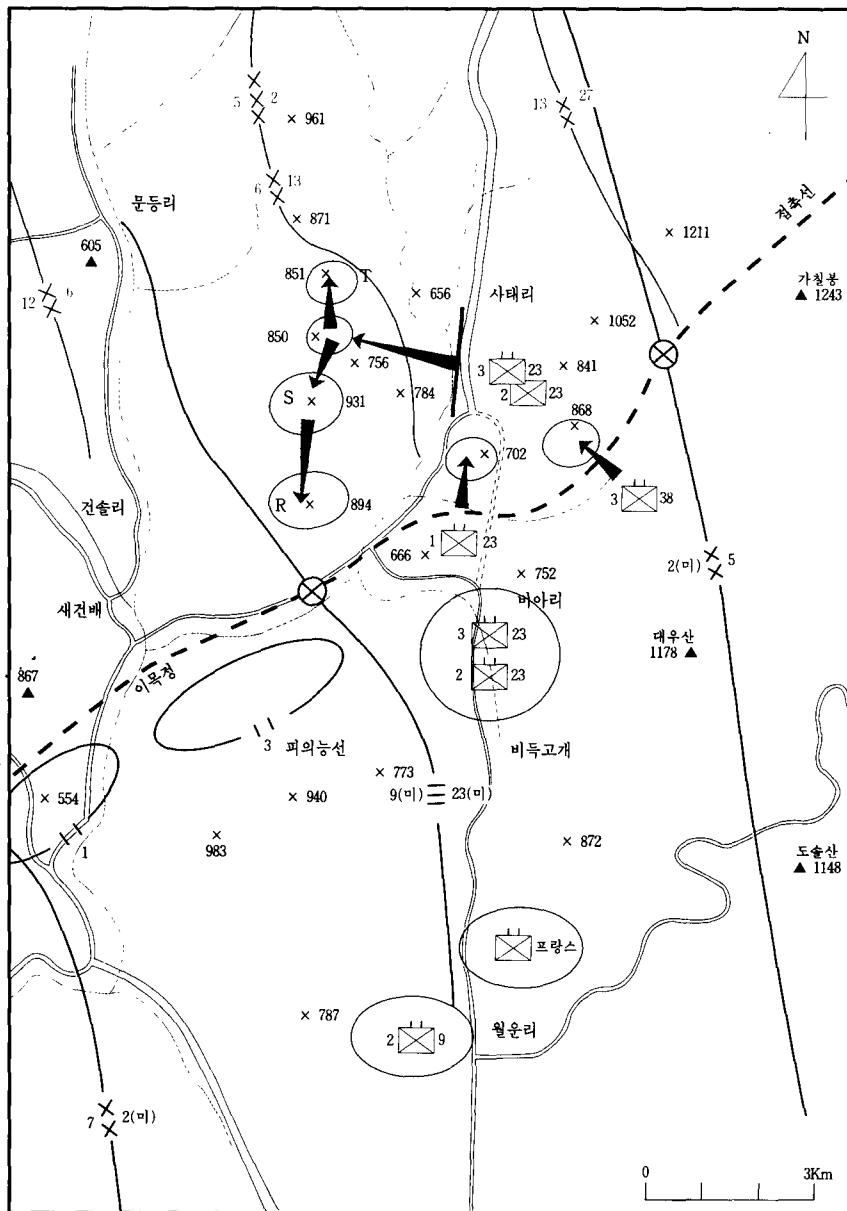 N
5 2
961
13 27
6 13
문등리
871
접촉선
1211
605
851 T
656
사태리
가칠봉
1243
12 6
850
1052
756
3 23
841
2 23
S 931
784
868
702
건솔리
R 894
3 38
1 23
666
752
2(미) 5
새건배
비아리
3 23
대우산
1178
867
이목정
2 23
3 피의능선
비득고개
773
554
940
9(미) 23(미)
1
983
872
도솔산
1148
프랑스
787
월운리
2 9
7 2(미)
0 3Km